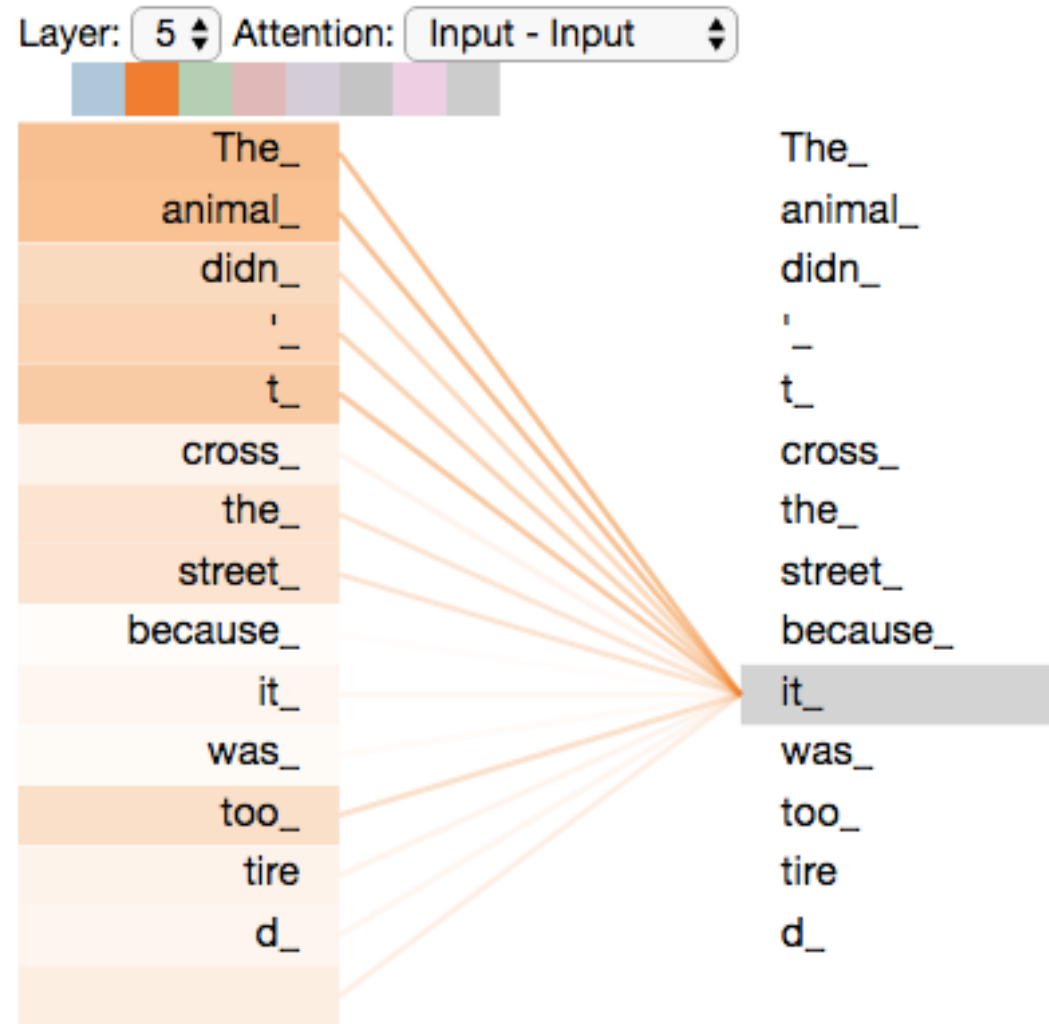 Layer: 5 Attention: Input - Input
The_ The_
animal_ animal_
didn_ didn_
'_ '_
t_ t_
cross_ cross_
the_ the_
street_ street_
because_ because_
it_ it_
was_ was_
too_ too_
tire tire
d_ d_